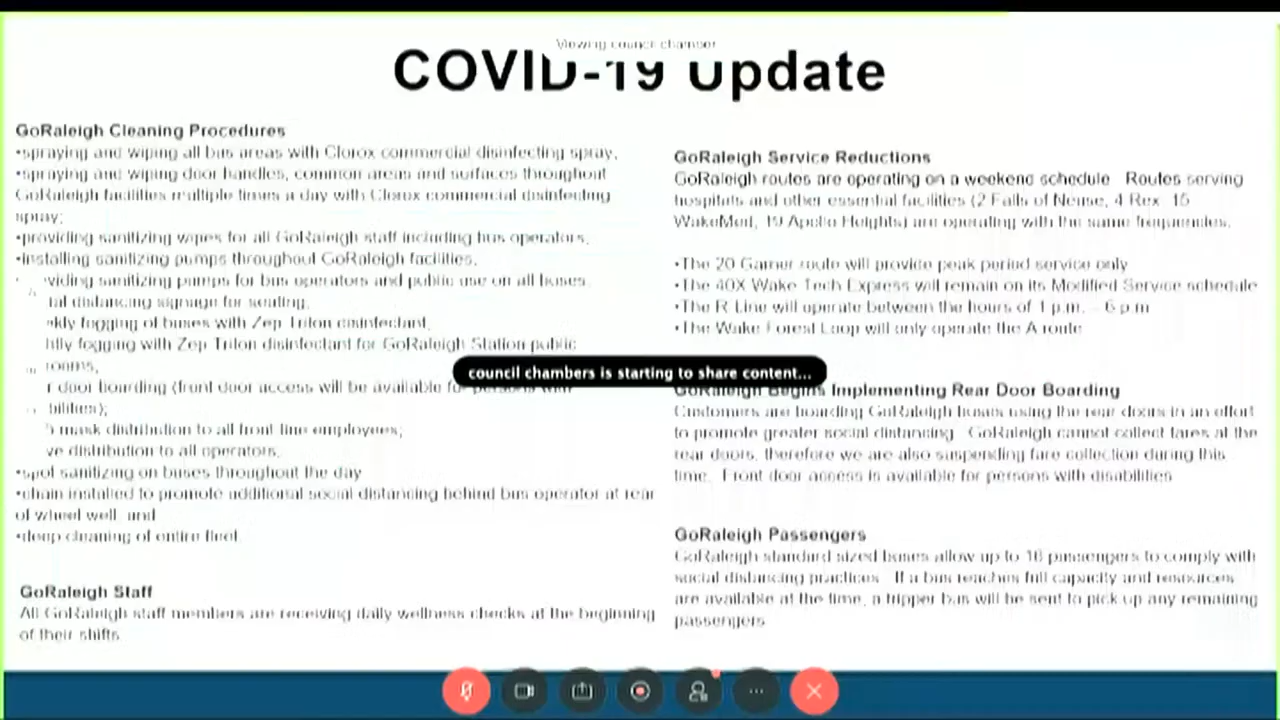 Viewing council chamber
COVID-19 Update
GoRaleigh Cleaning Procedures
•spraying and wiping all bus areas with Clorox commercial disinfecting spray;
•spraying and wiping door handles, common areas and surfaces throughout
GoRaleigh facilities multiple times a day with Clorox commercial disinfecting
spray;
•providing sanitizing wipes for all GoRaleigh staff including bus operators;
•installing sanitizing pumps throughout GoRaleigh facilities;
viding sanitizing pumps for bus operators and public use on all buses
ial distancing signage for seating;
kly fogging of buses with Zep Triton disinfectant;
htly fogging with Zep Triton disinfectant for GoRaleigh Station public
rooms;
r door boarding (front door access will be available for persons with
bilities);
mask distribution to all front line employees;
ve distribution to all operators;
•spot sanitizing on buses throughout the day
•chain installed to promote additional social distancing behind bus operator at rear
of wheel well; and
•deep cleaning of entire fleet.
GoRaleigh Staff
All GoRaleigh staff members are receiving daily wellness checks at the beginning
of their shifts.
GoRaleigh Service Reductions
GoRaleigh routes are operating on a weekend schedule. Routes serving
hospitals and other essential facilities (2 Falls of Neuse, 4 Rex, 15
WakeMed, 19 Apollo Heights) are operating with the same frequencies.
•The 20 Garner route will provide peak period service only
•The 40X Wake Tech Express will remain on its Modified Service schedule
•The R Line will operate between the hours of 1 p.m. - 6 p.m
•The Wake Forest Loop will only operate the A route
council chambers is starting to share content...
GoRaleigh Begins Implementing Rear Door Boarding
Customers are boarding GoRaleigh buses using the rear doors in an effort
to promote greater social distancing. GoRaleigh cannot collect fares at the
rear doors, therefore we are also suspending fare collection during this
time. Front door access is available for persons with disabilities
GoRaleigh Passengers
GoRaleigh standard sized buses allow up to 18 passengers to comply with
social distancing practices. If a bus reaches full capacity and resources
are available at the time, a tripper bus will be sent to pick up any remaining
passengers